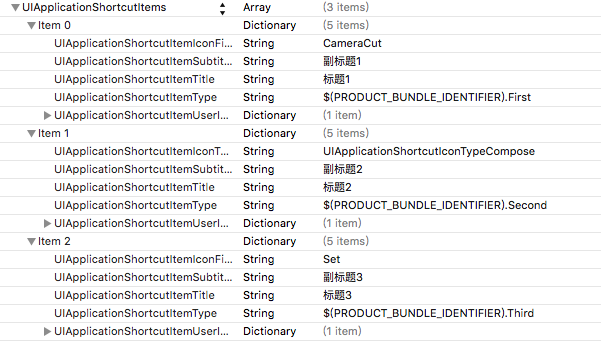 UIApplicationShortcutItems Array (3 items)
Item 0 Dictionary (5 items)
UIApplicationShortcutItemIconFi... String CameraCut
UIApplicationShortcutItemSubtit... String 副标题1
UIApplicationShortcutItemTitle String 标题1
UIApplicationShortcutItemType String $(PRODUCT_BUNDLE_IDENTIFIER).First
UIApplicationShortcutItemUserI... Dictionary (1 item)
Item 1 Dictionary (5 items)
UIApplicationShortcutItemIconT... String UIApplicationShortcutIconTypeCompose
UIApplicationShortcutItemSubtit... String 副标题2
UIApplicationShortcutItemTitle String 标题2
UIApplicationShortcutItemType String $(PRODUCT_BUNDLE_IDENTIFIER).Second
UIApplicationShortcutItemUserI... Dictionary (1 item)
Item 2 Dictionary (5 items)
UIApplicationShortcutItemIconFi... String Set
UIApplicationShortcutItemSubtit... String 副标题3
UIApplicationShortcutItemTitle String 标题3
UIApplicationShortcutItemType String $(PRODUCT_BUNDLE_IDENTIFIER).Third
UIApplicationShortcutItemUserI... Dictionary (1 item)